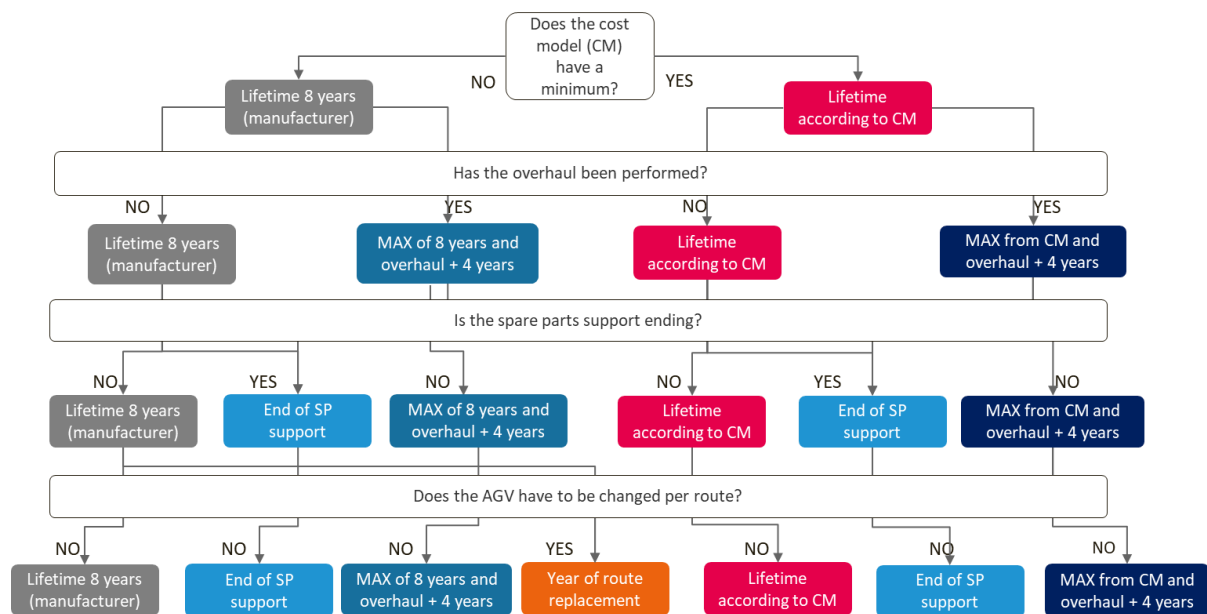 Does the cost
model (CM)
have a
minimum?
NO
YES
Lifetime 8 years
(manufacturer)
Lifetime
according to CM
Has the overhaul been performed?
NO
YES
NO
YES
Lifetime 8 years
(manufacturer)
MAX of 8 years and
overhaul + 4 years
Lifetime
according to CM
MAX from CM and
overhaul + 4 years
Is the spare parts support ending?
NO
YES
NO
NO
YES
NO
Lifetime 8 years
(manufacturer)
End of SP
support
MAX of 8 years and
overhaul + 4 years
Lifetime
according to CM
End of SP
support
MAX from CM and
overhaul + 4 years
Does the AGV have to be changed per route?
NO
NO
NO
YES
NO
NO
NO
Lifetime 8 years
(manufacturer)
End of SP
support
MAX of 8 years and
overhaul + 4 years
Year of route
replacement
Lifetime
according to CM
End of SP
support
MAX from CM and
overhaul + 4 years